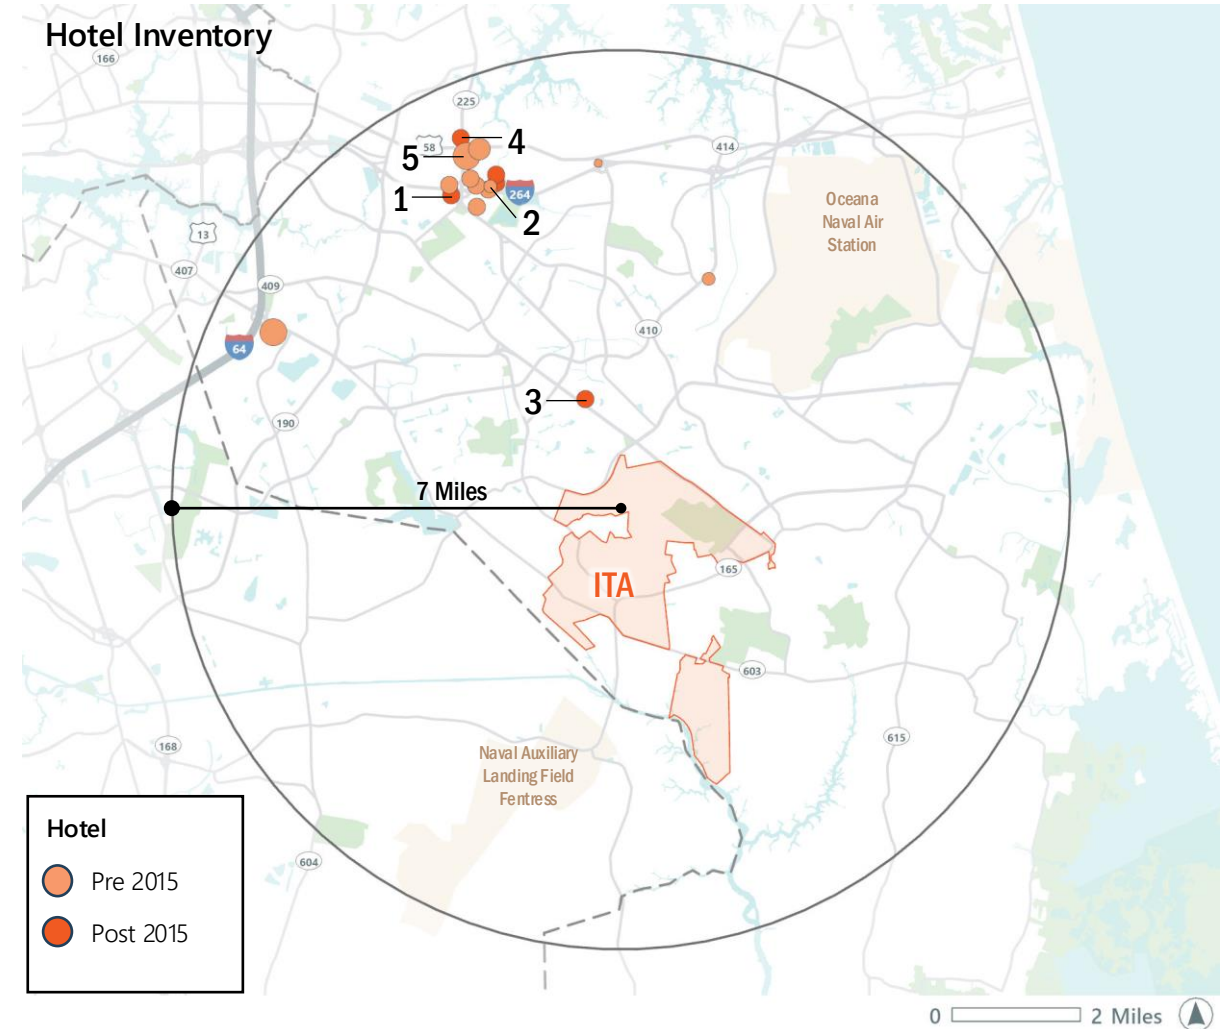 Hotel Inventory
166
225
58
4
414
5
1
264
2
13
Oceana
Naval Air
Station
407
409
410
64
3
190
7 Miles
ITA
165
603
615
168
Naval Auxiliary
Landing Field
Fentress
604
Hotel
Pre 2015
Post 2015
0
2 Miles